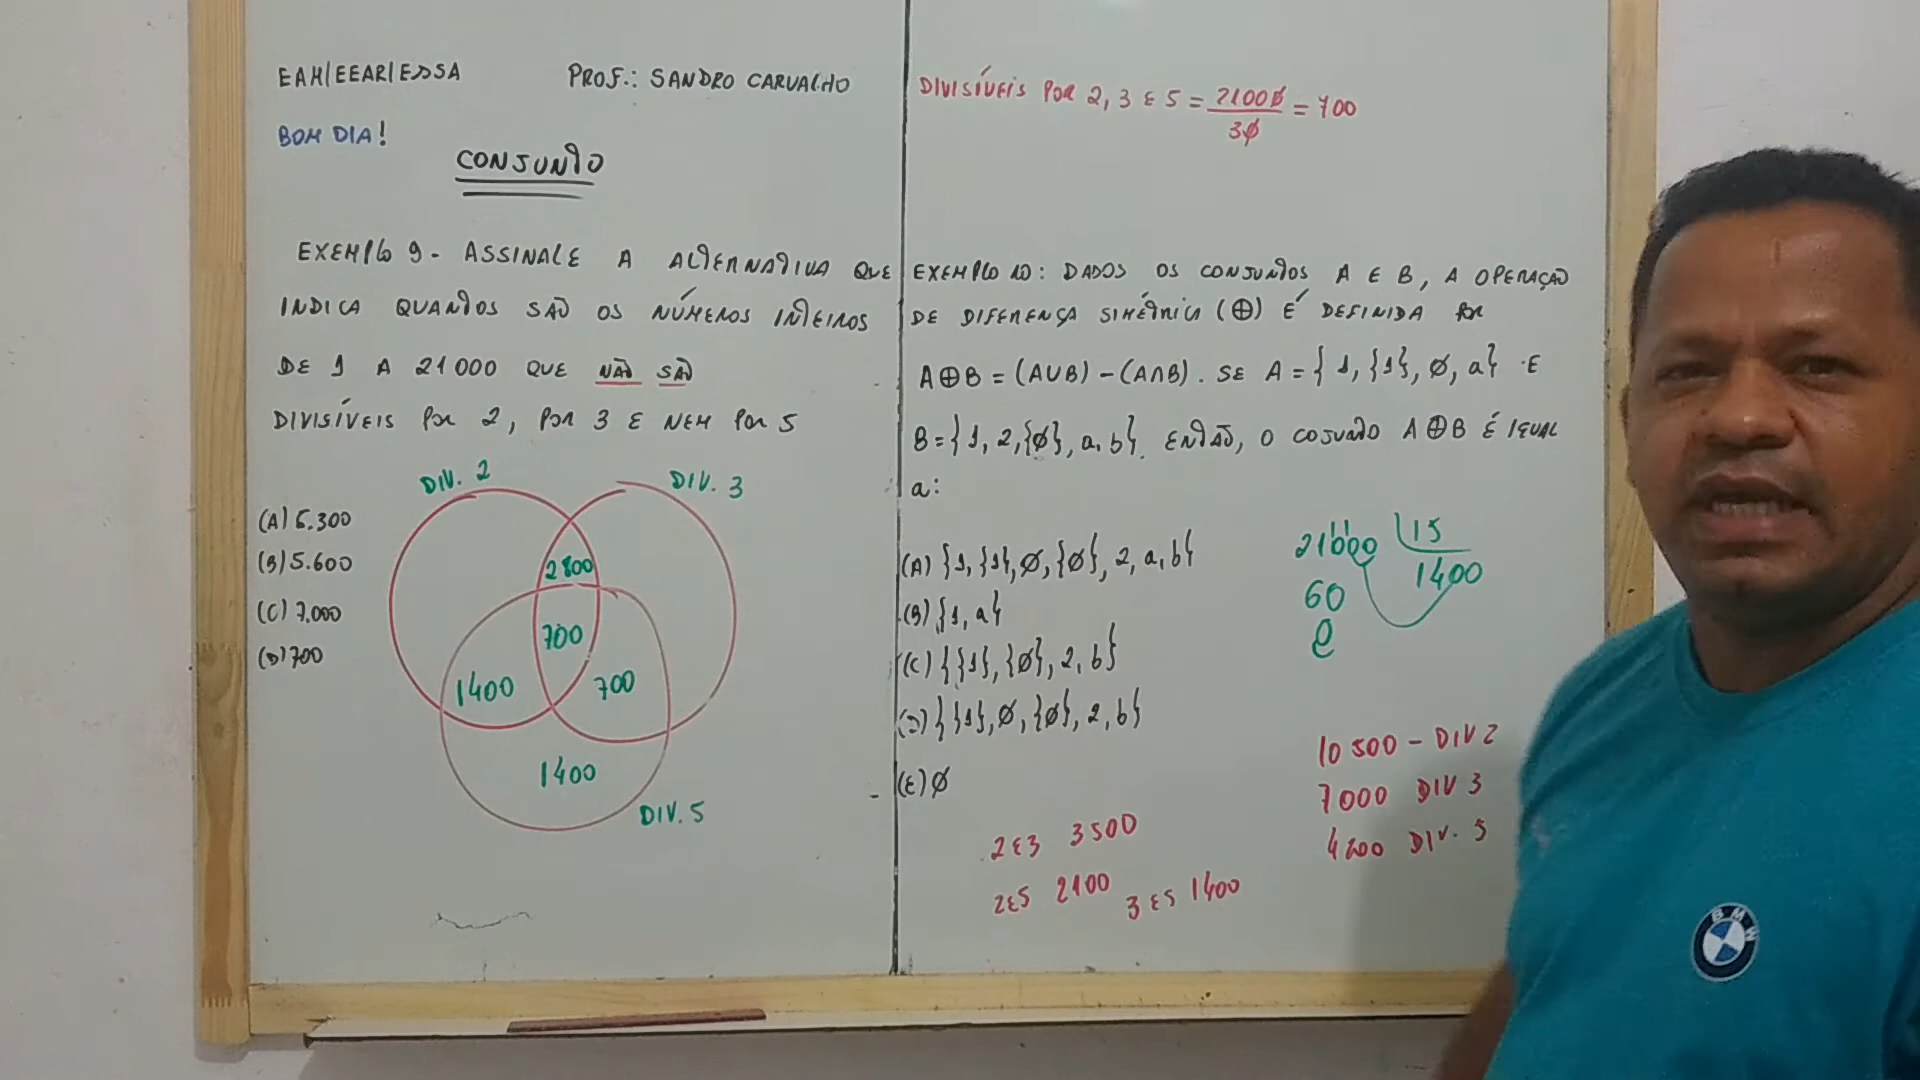 EAM/EEAR/ESSA PROF.: SANDRO CARVALHO
BOM DIA!
CONJUNTO
EXEMPLO 9 - ASSINALE A ALTERNATIVA QUE
INDICA QUANTOS SÃO OS NÚMEROS INTEIROS
DE 1 A 21000 QUE NÃO SÃO
DIVISÍVEIS POR 2, POR 3 E NEM POR 5
(A) 6.300
(B) 5.600
(C) 7.000
(D) 700
DIV. 2
DIV. 3
2800
700
1400
700
1400
DIV. 5
DIVISÍVEIS POR 2, 3 E 5 = 21000/30 = 700
EXEMPLO 10: DADOS OS CONJUNTOS A E B, A OPERAÇÃO
DE DIFERENÇA SIMÉTRICA (⊕) É DEFINIDA POR
A⊕B = (A∪B) - (A∩B). SE A = {1, {1}, ∅, a} E
B = {1, 2, {∅}, a, b}. ENTÃO, O COJUNTO A⊕B É IGUAL
a:
(A) {1, {1}, ∅, {∅}, 2, a, b}
(B) {1, a}
(C) {{1}, {∅}, 2, b}
(D) {{1}, ∅, {∅}, 2, b}
(E) ∅
21000 15
60 1400
0
10 500 - DIV 2
7000 DIV 3
4200 DIV. 5
2 E 3 3500
2 E 5 2100
3 E 5 1400
BMW